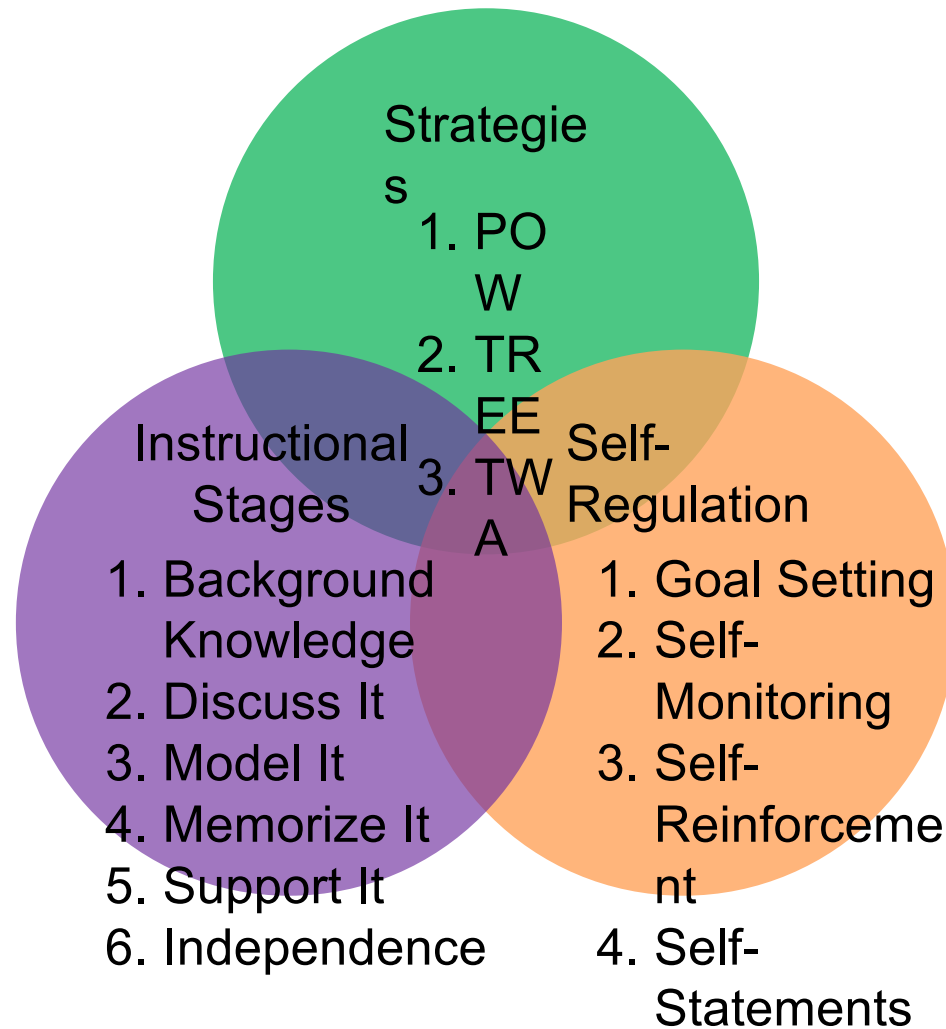 Strategie
s
1. PO
W
2. TR
EE
3. TW
A
Instructional
Stages
1. Background
Knowledge
2. Discuss It
3. Model It
4. Memorize It
5. Support It
6. Independence
Self-
Regulation
1. Goal Setting
2. Self-
Monitoring
3. Self-
Reinforceme
nt
4. Self-
Statements